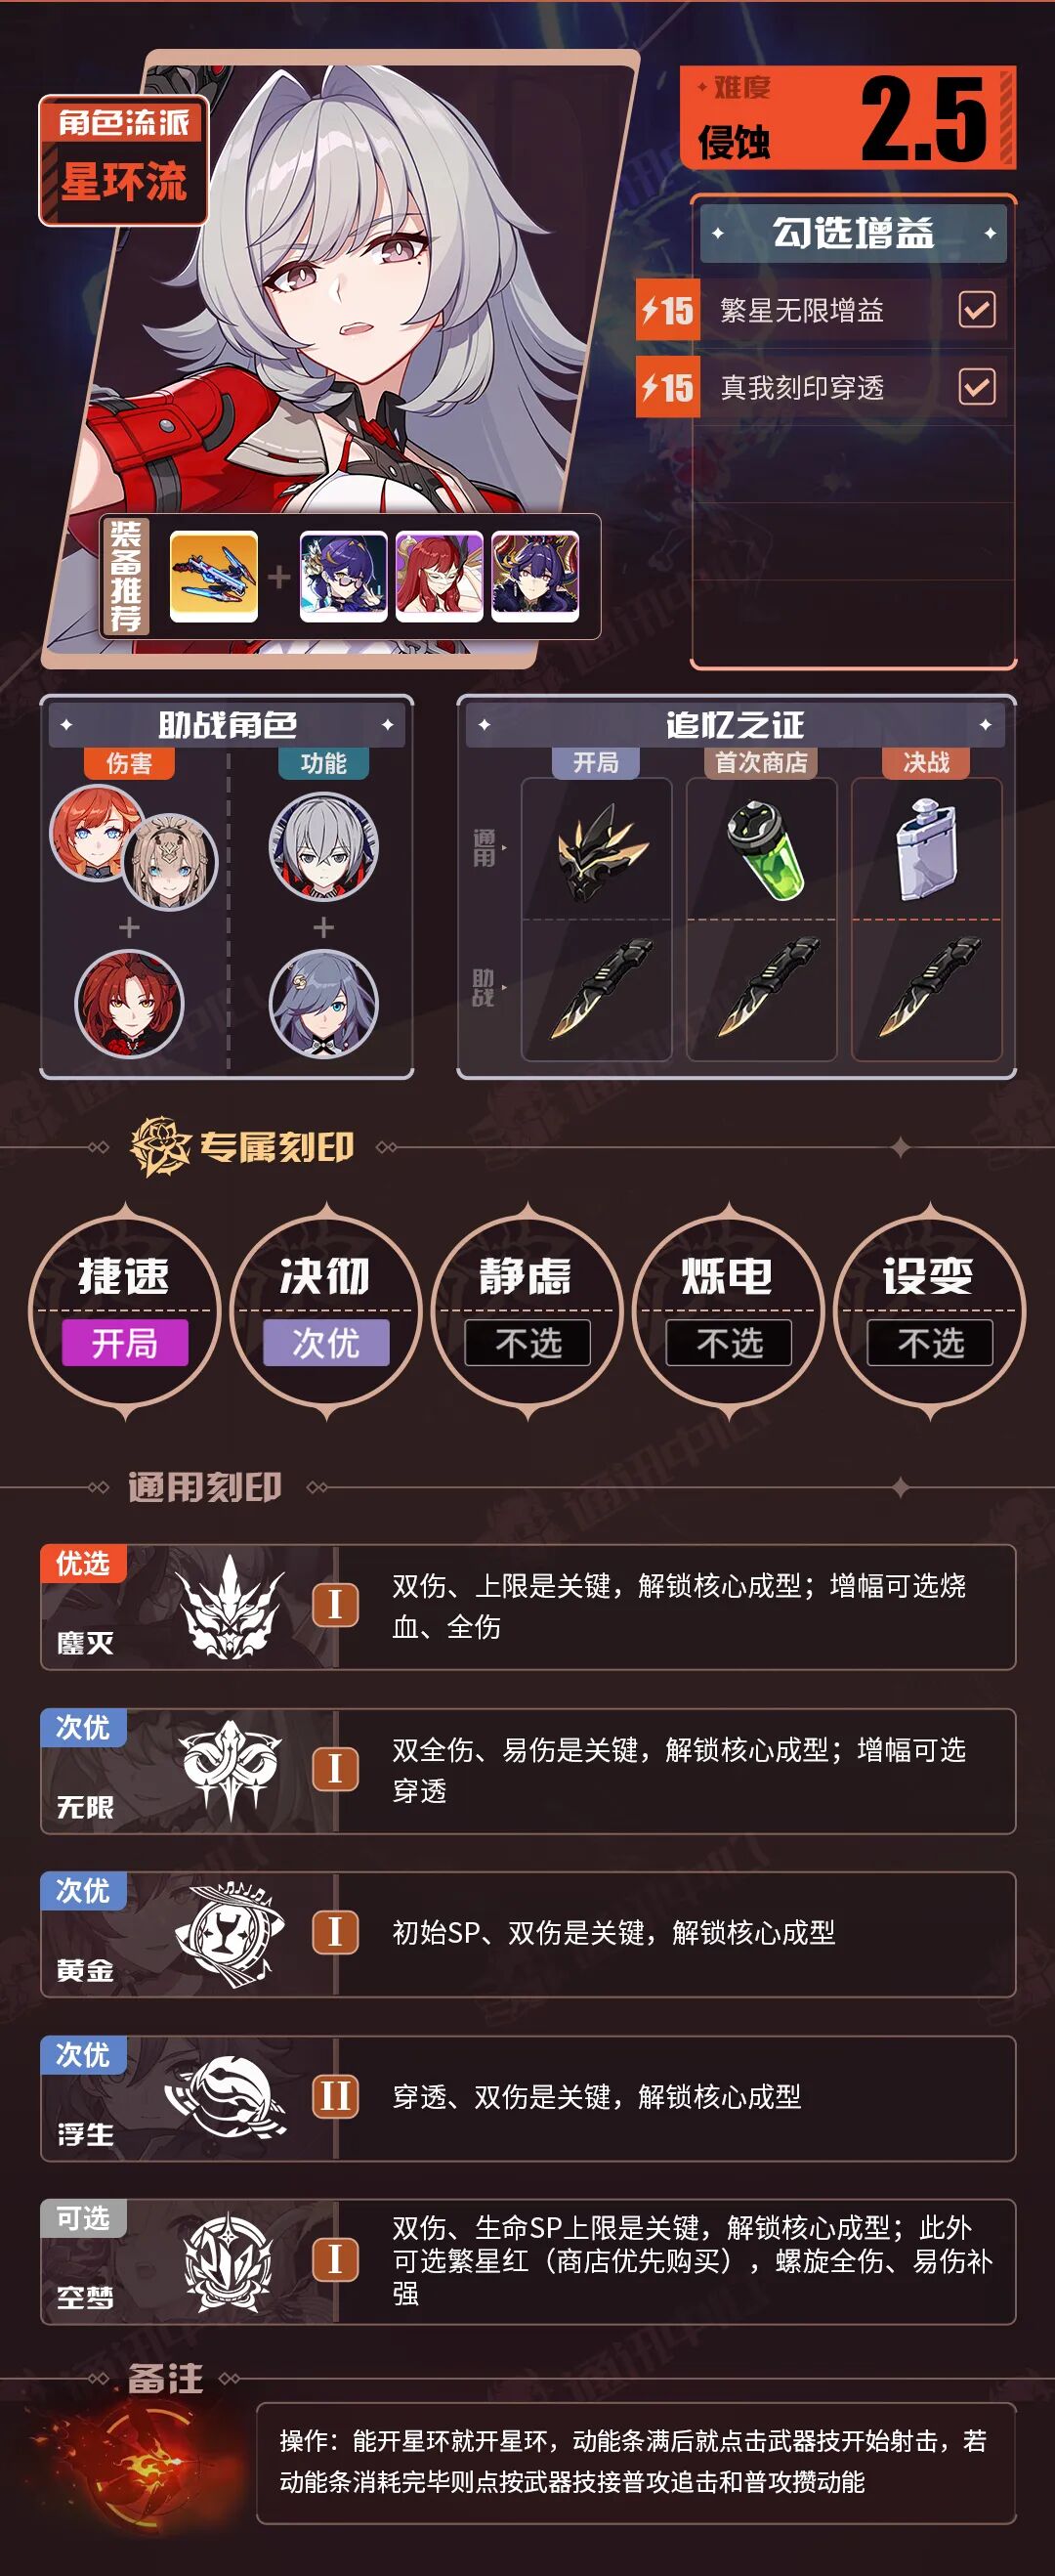 角色流派
星环流
难度
侵蚀
2.5
勾选增益
15
繁星无限增益
15
真我刻印穿透
装备推荐
助战角色
伤害
功能
追忆之证
开局
首次商店
决战
通用
助战
专属刻印
捷速
开局
决彻
次优
静虑
不选
烁电
不选
设变
不选
通用刻印
优选
鏖灭
I
双伤、上限是关键，解锁核心成型；增幅可选烧
血、全伤
次优
无限
I
双全伤、易伤是关键，解锁核心成型；增幅可选
穿透
次优
黄金
I
初始SP、双伤是关键，解锁核心成型
次优
浮生
II
穿透、双伤是关键，解锁核心成型
可选
空梦
I
双伤、生命SP上限是关键，解锁核心成型；此外
可选繁星红（商店优先购买），螺旋全伤、易伤补
强
备注
操作：能开星环就开星环，动能条满后就点击武器技开始射击，若
动能条消耗完毕则点按武器技接普攻追击和普攻攒动能